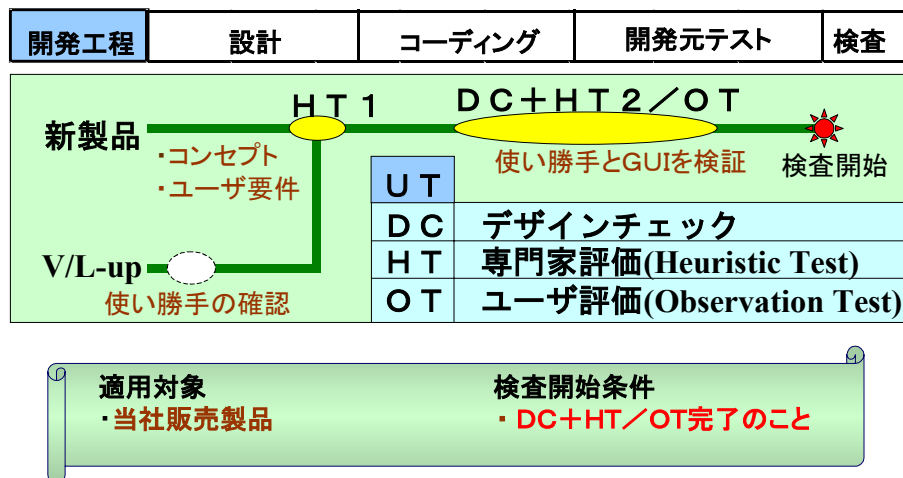 開発工程 設計 コーディング 開発元テスト 検査
HT1 DC+HT2/OT
新製品
・コンセプト
・ユーザ要件
使い勝手とGUIを検証
検査開始
UT
DC デザインチェック
HT 専門家評価(Heuristic Test)
OT ユーザ評価(Observation Test)
V/L-up
使い勝手の確認
適用対象
・当社販売製品
検査開始条件
・DC+HT/OT完了のこと